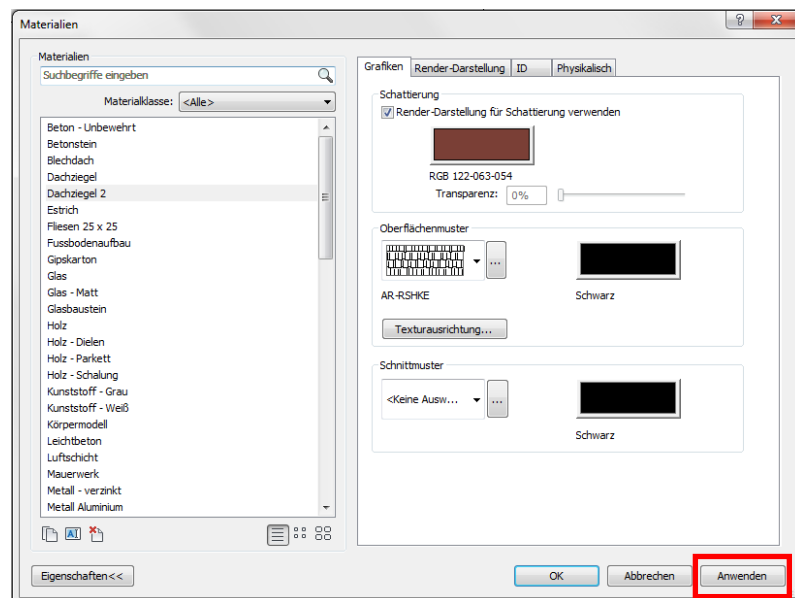 Materialien
Materialien
Suchbegriffe eingeben
Materialklasse: <Alle>
Beton - Unbewehrt
Betonstein
Blechdach
Dachziegel
Dachziegel 2
Estrich
Fliesen 25 x 25
Fussbodenaufbau
Gipskarton
Glas
Glas - Matt
Glasbaustein
Holz
Holz - Dielen
Holz - Parkett
Holz - Schalung
Kunststoff - Grau
Kunststoff - Weiß
Körpermodell
Leichtbeton
Luftschicht
Mauerwerk
Metall - verzinkt
Metall Aluminium
Eigenschaften<<
Grafiken Render-Darstellung ID Physikalisch
Schattierung
Render-Darstellung für Schattierung verwenden
RGB 122-063-054
Transparenz: 0%
Oberflächenmuster
...
AR-RSHKE Schwarz
Texturausrichtung...
Schnittmuster
<Keine Ausw... ...
Schwarz
OK Abbrechen Anwenden